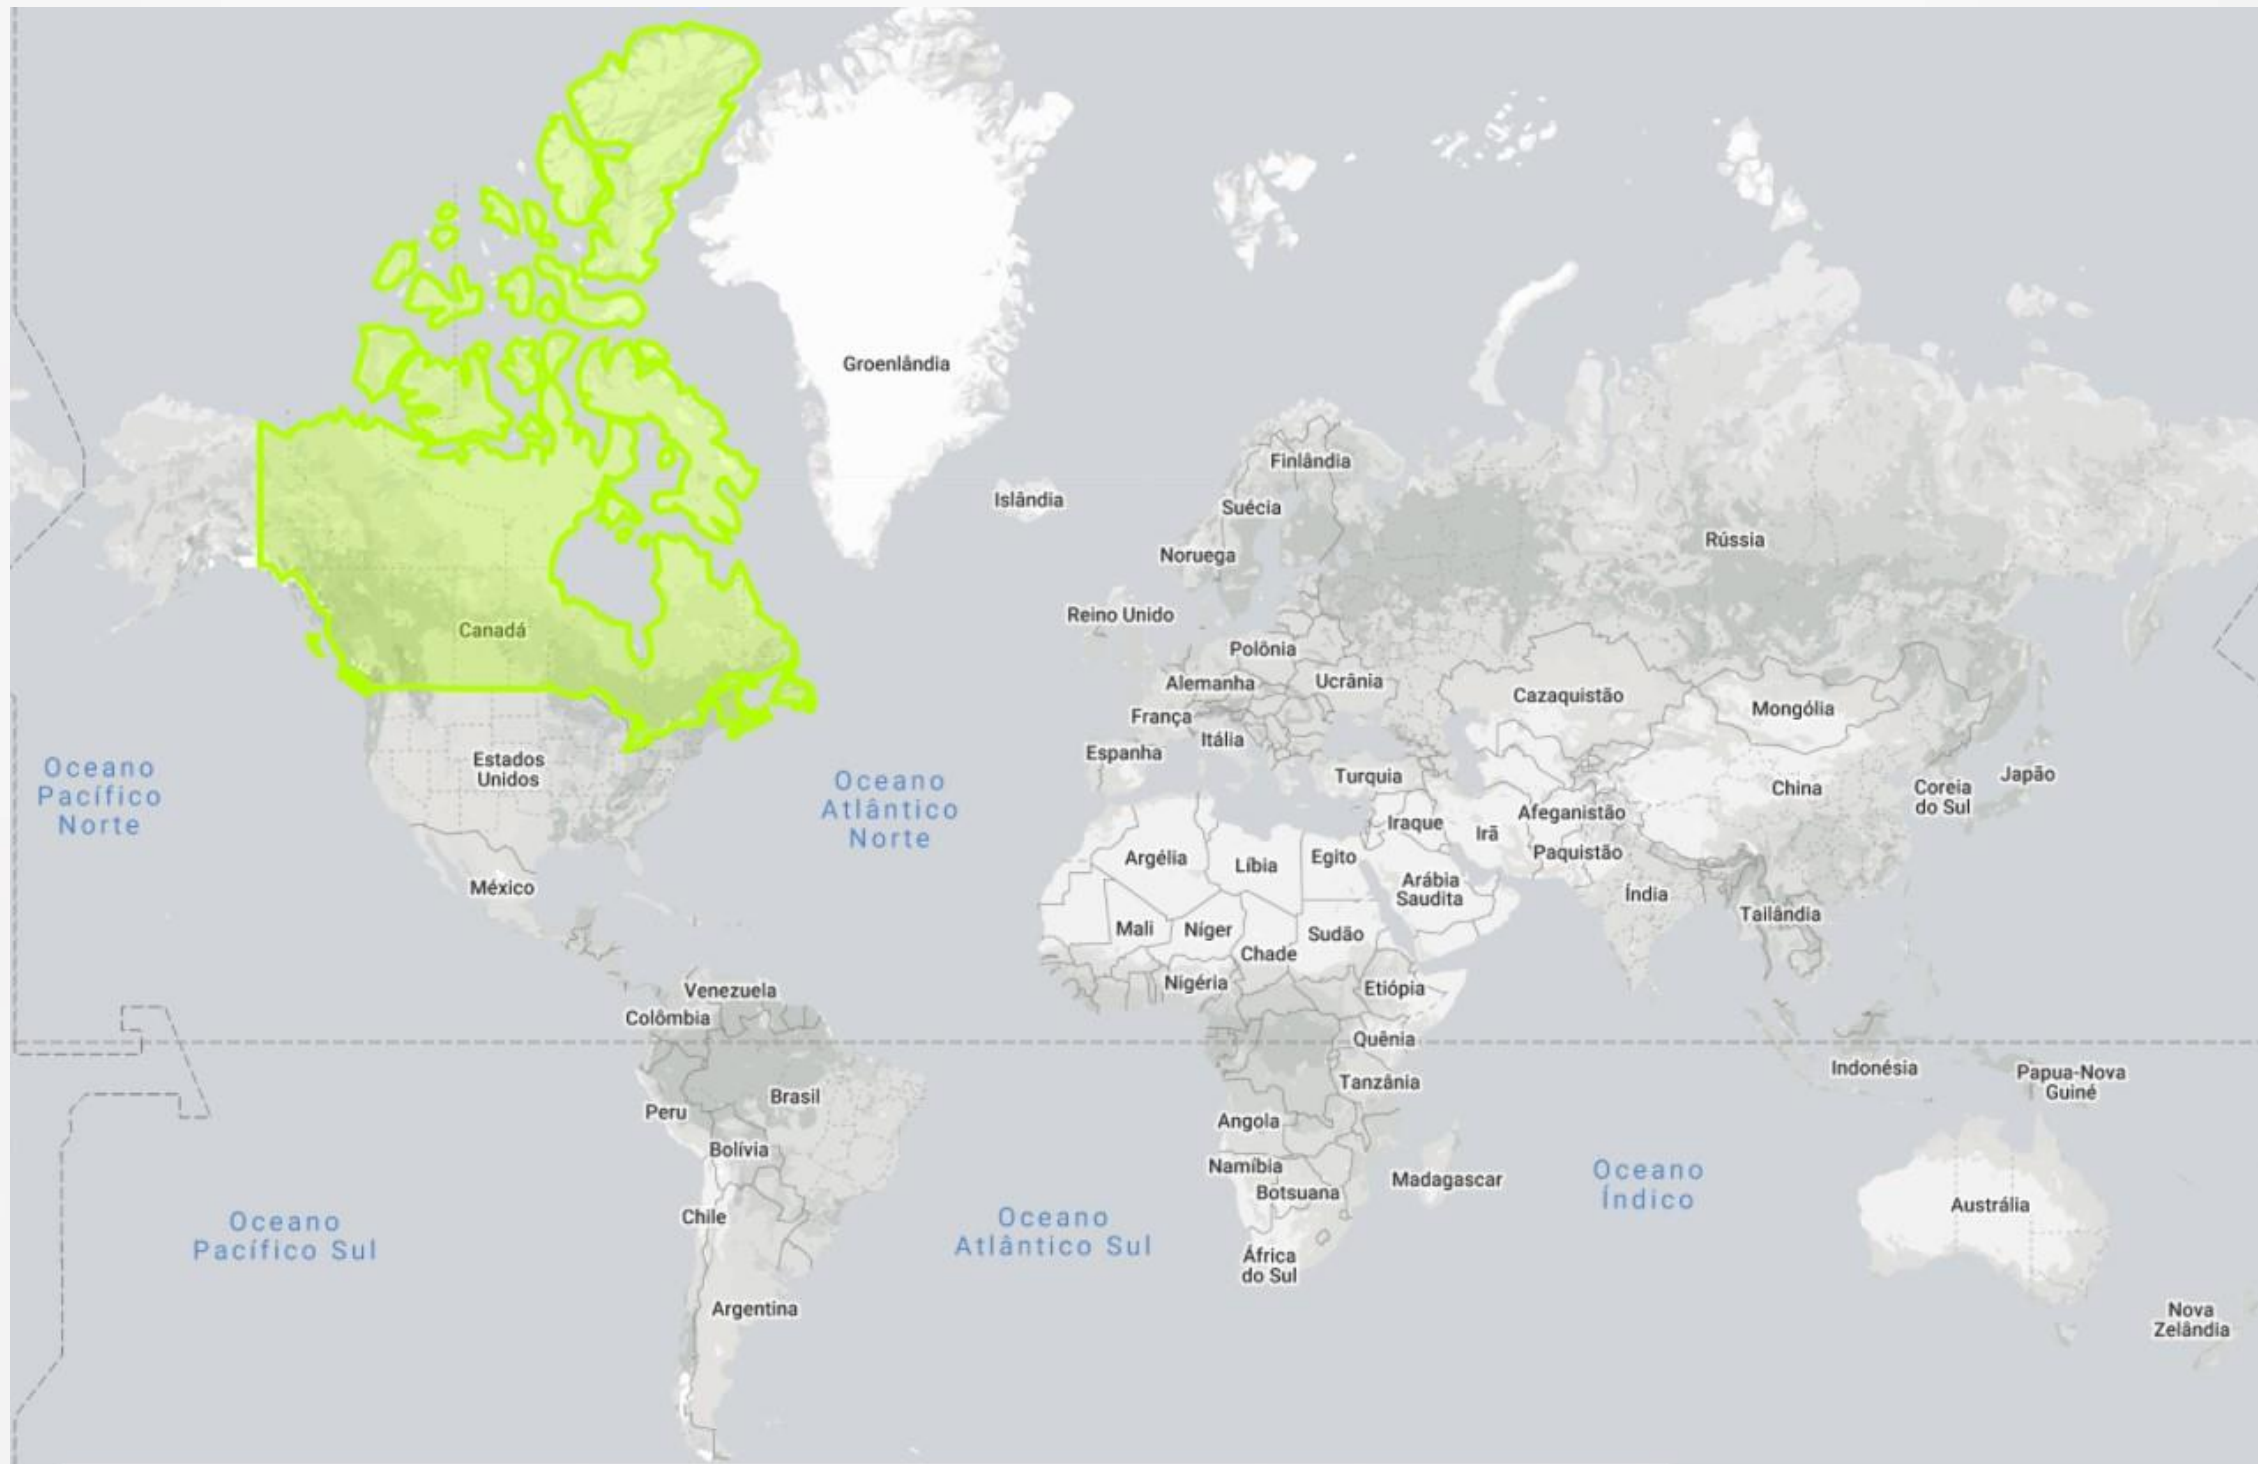 Groenlândia
Finlândia
Islândia
Suécia
Rússia
Noruega
Reino Unido
Canadá
Polônia
Alemanha
Ucrânia
Cazaquistão
Mongólia
França
Itália
Espanha
Estados
Unidos
Turquia
China
Japão
Coreia
do Sul
Oceano
Pacífico
Norte
Oceano
Atlântico
Norte
Afeganistão
Iraque
Irã
Paquistão
Argélia
Líbia
Egito
Arábia
Saudita
México
Índia
Tailândia
Mali
Níger
Sudão
Chade
Nigéria
Etiópia
Venezuela
Colômbia
Quênia
Indonésia
Papua-Nova
Guiné
Tanzânia
Brasil
Peru
Angola
Bolívia
Namíbia
Botsuana
Madagascar
Oceano
Índico
Austrália
Chile
Oceano
Pacífico Sul
Oceano
Atlântico Sul
África
do Sul
Argentina
Nova
Zelândia